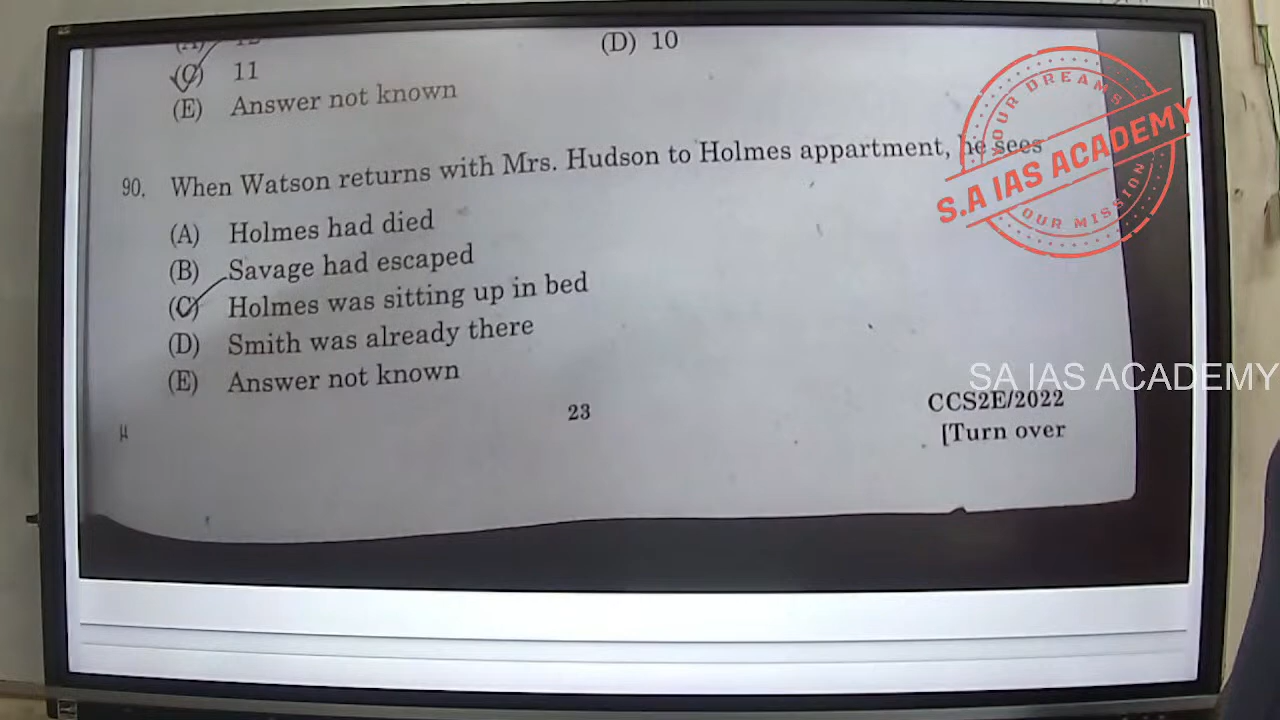 (A) 12
(D) 10
(C) 11
(E) Answer not known
90. When Watson returns with Mrs. Hudson to Holmes appartment, he sees
(A) Holmes had died
(B) Savage had escaped
(C) Holmes was sitting up in bed
(D) Smith was already there
(E) Answer not known
23
CCS2E/2022
[Turn over
μ
YOUR DREAMS
S.A IAS ACADEMY
OUR MISSION
SA IAS ACADEMY